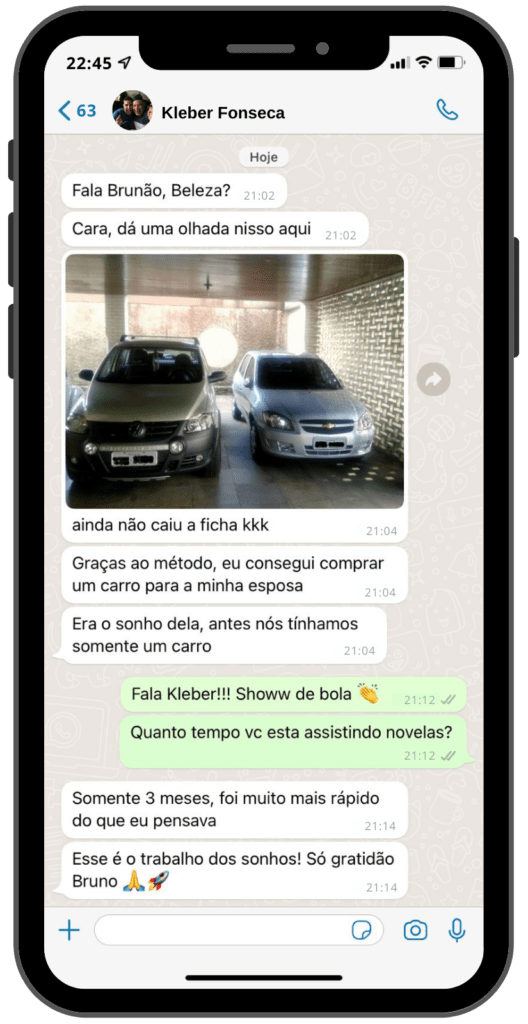 22:45
63
Kleber Fonseca
Hoje
Fala Brunão, Beleza? 21:02
Cara, dá uma olhada nisso aqui 21:02
ainda não caiu a ficha kkk 21:04
Graças ao método, eu consegui comprar
um carro para a minha esposa 21:04
Era o sonho dela, antes nós tínhamos
somente um carro 21:04
Fala Kleber!!! Showw de bola 👏 21:12
Quanto tempo vc esta assistindo novelas?
21:12
Somente 3 meses, foi muito mais rápido
do que eu pensava 21:14
Esse é o trabalho dos sonhos! Só gratidão
Bruno 🙏🚀 21:14